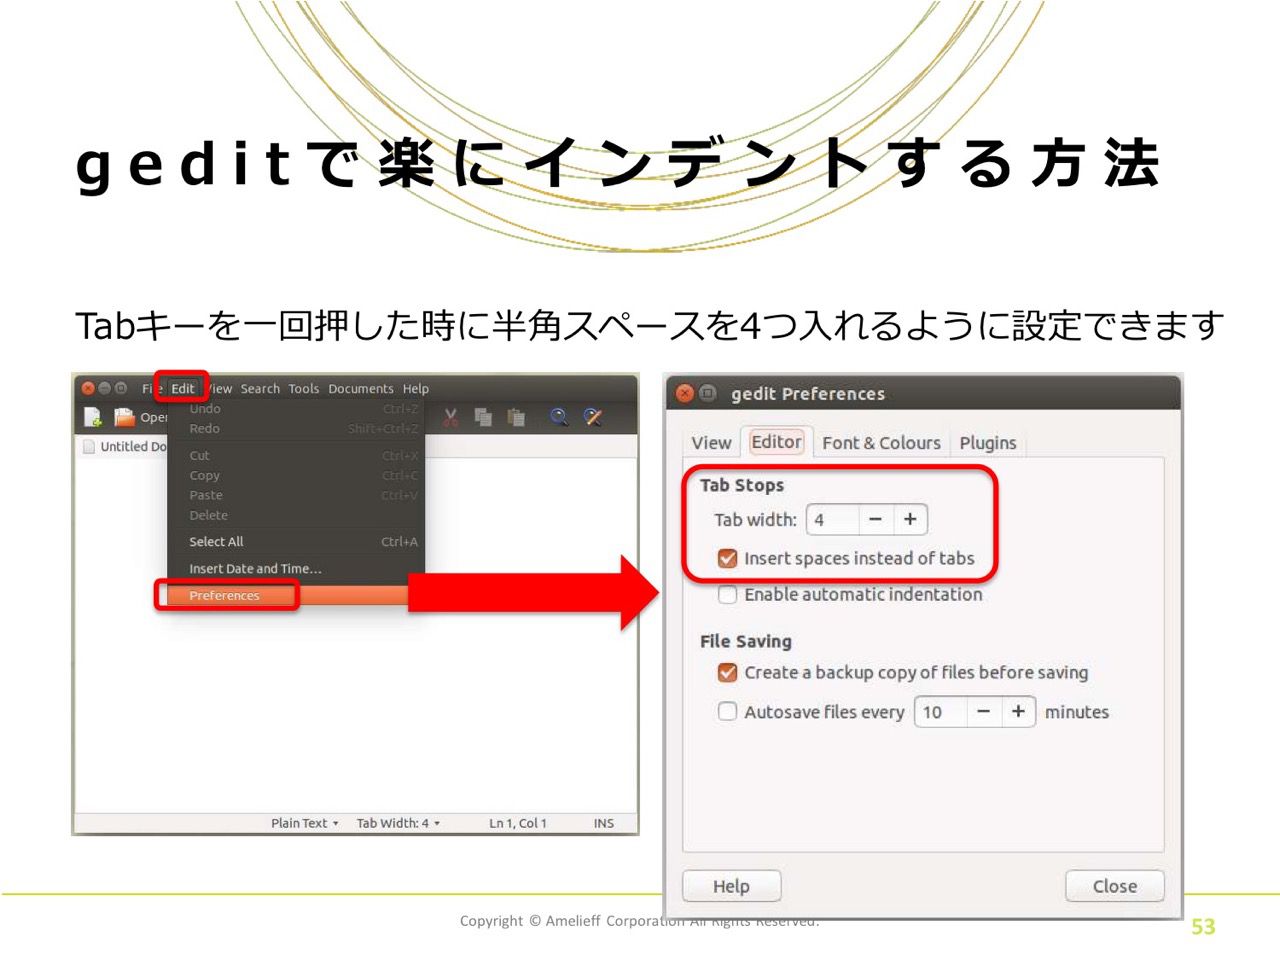 geditで楽にインデントする方法
Tabキーを一回押した時に半角スペースを4つ入れるように設定できます
File Edit View Search Tools Documents Help
Open
Untitled Do
Undo Ctrl+Z
Redo Shift+Ctrl+Z
Cut Ctrl+X
Copy Ctrl+C
Paste Ctrl+V
Delete
Select All Ctrl+A
Insert Date and Time...
Preferences
Plain Text Tab Width: 4 Ln 1, Col 1 INS
gedit Preferences
View Editor Font & Colours Plugins
Tab Stops
Tab width: 4 − +
Insert spaces instead of tabs
Enable automatic indentation
File Saving
Create a backup copy of files before saving
Autosave files every 10 − + minutes
Help Close
Copyright © Amelieff Corporation All Rights Reserved.
53